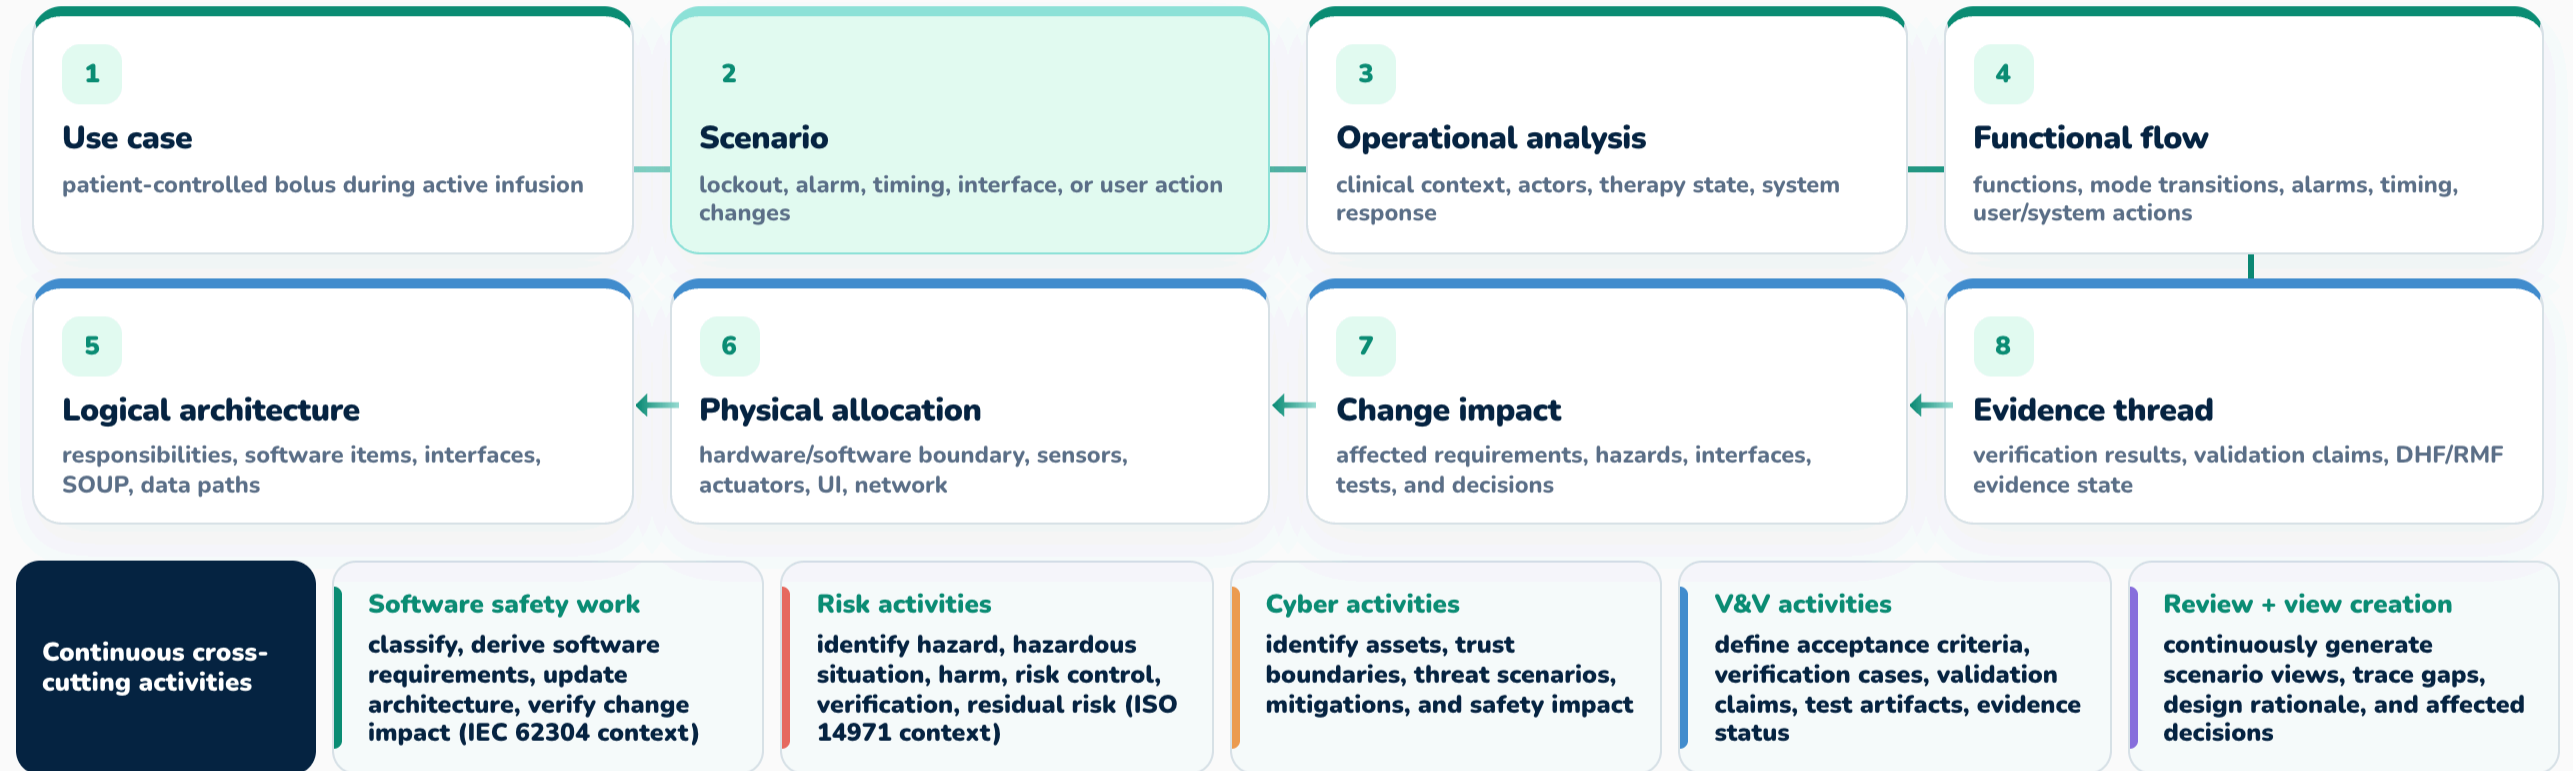 1
Use case
patient-controlled bolus during active infusion
2
Scenario
lockout, alarm, timing, interface, or user action
changes
3
Operational analysis
clinical context, actors, therapy state, system
response
4
Functional flow
functions, mode transitions, alarms, timing,
user/system actions
5
Logical architecture
responsibilities, software items, interfaces,
SOUP, data paths
6
Physical allocation
hardware/software boundary, sensors,
actuators, UI, network
7
Change impact
affected requirements, hazards, interfaces,
tests, and decisions
8
Evidence thread
verification results, validation claims, DHF/RMF
evidence state
Continuous cross-
cutting activities
Software safety work
classify, derive software
requirements, update
architecture, verify change
impact (IEC 62304 context)
Risk activities
identify hazard, hazardous
situation, harm, risk control,
verification, residual risk (ISO
14971 context)
Cyber activities
identify assets, trust
boundaries, threat scenarios,
mitigations, and safety impact
V&V activities
define acceptance criteria,
verification cases, validation
claims, test artifacts, evidence
status
Review + view creation
continuously generate
scenario views, trace gaps,
design rationale, and affected
decisions